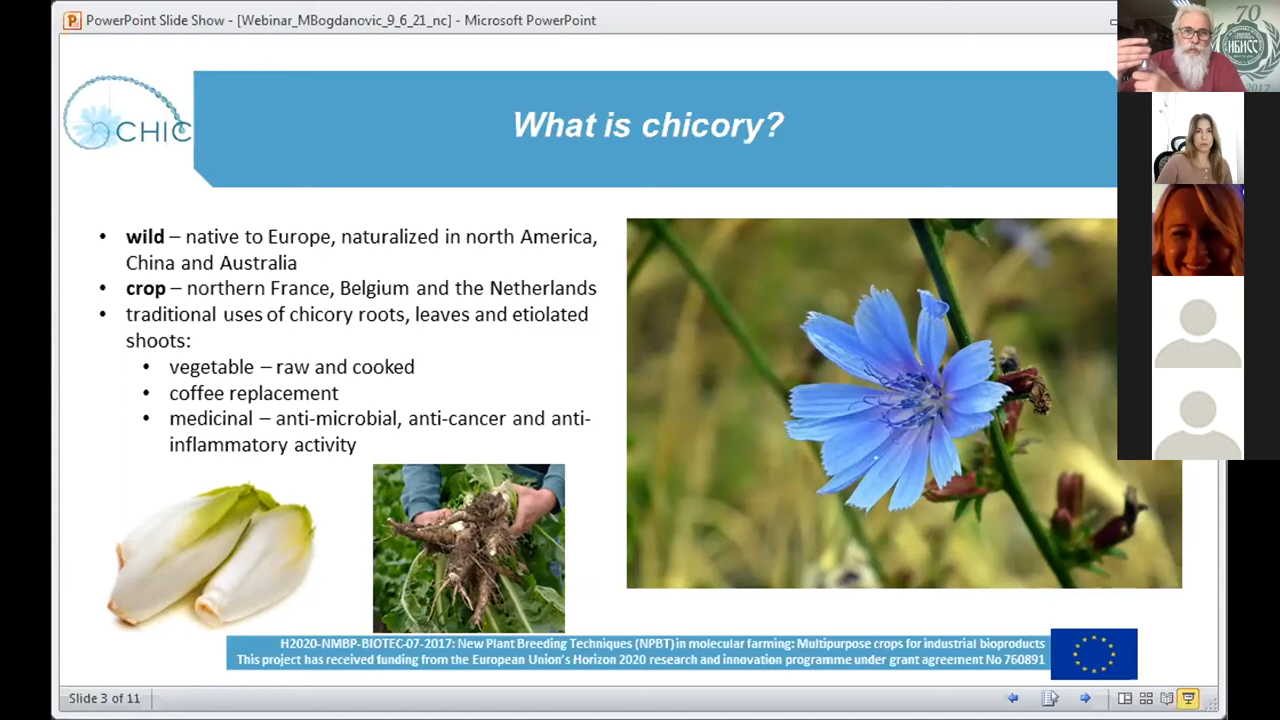 PowerPoint Slide Show - [Webinar_MBogdanovic_9_6_21_nc] - Microsoft PowerPoint
70
ИБИСС
2017
CHIC
What is chicory?
• wild – native to Europe, naturalized in north America,
China and Australia
• crop – northern France, Belgium and the Netherlands
• traditional uses of chicory roots, leaves and etiolated
shoots:
• vegetable – raw and cooked
• coffee replacement
• medicinal – anti-microbial, anti-cancer and anti-
inflammatory activity
H2020-NMBP-BIOTEC-07-2017: New Plant Breeding Techniques (NPBT) in molecular farming: Multipurpose crops for industrial bioproducts
This project has received funding from the European Union's Horizon 2020 research and innovation programme under grant agreement No 760891
Slide 3 of 11